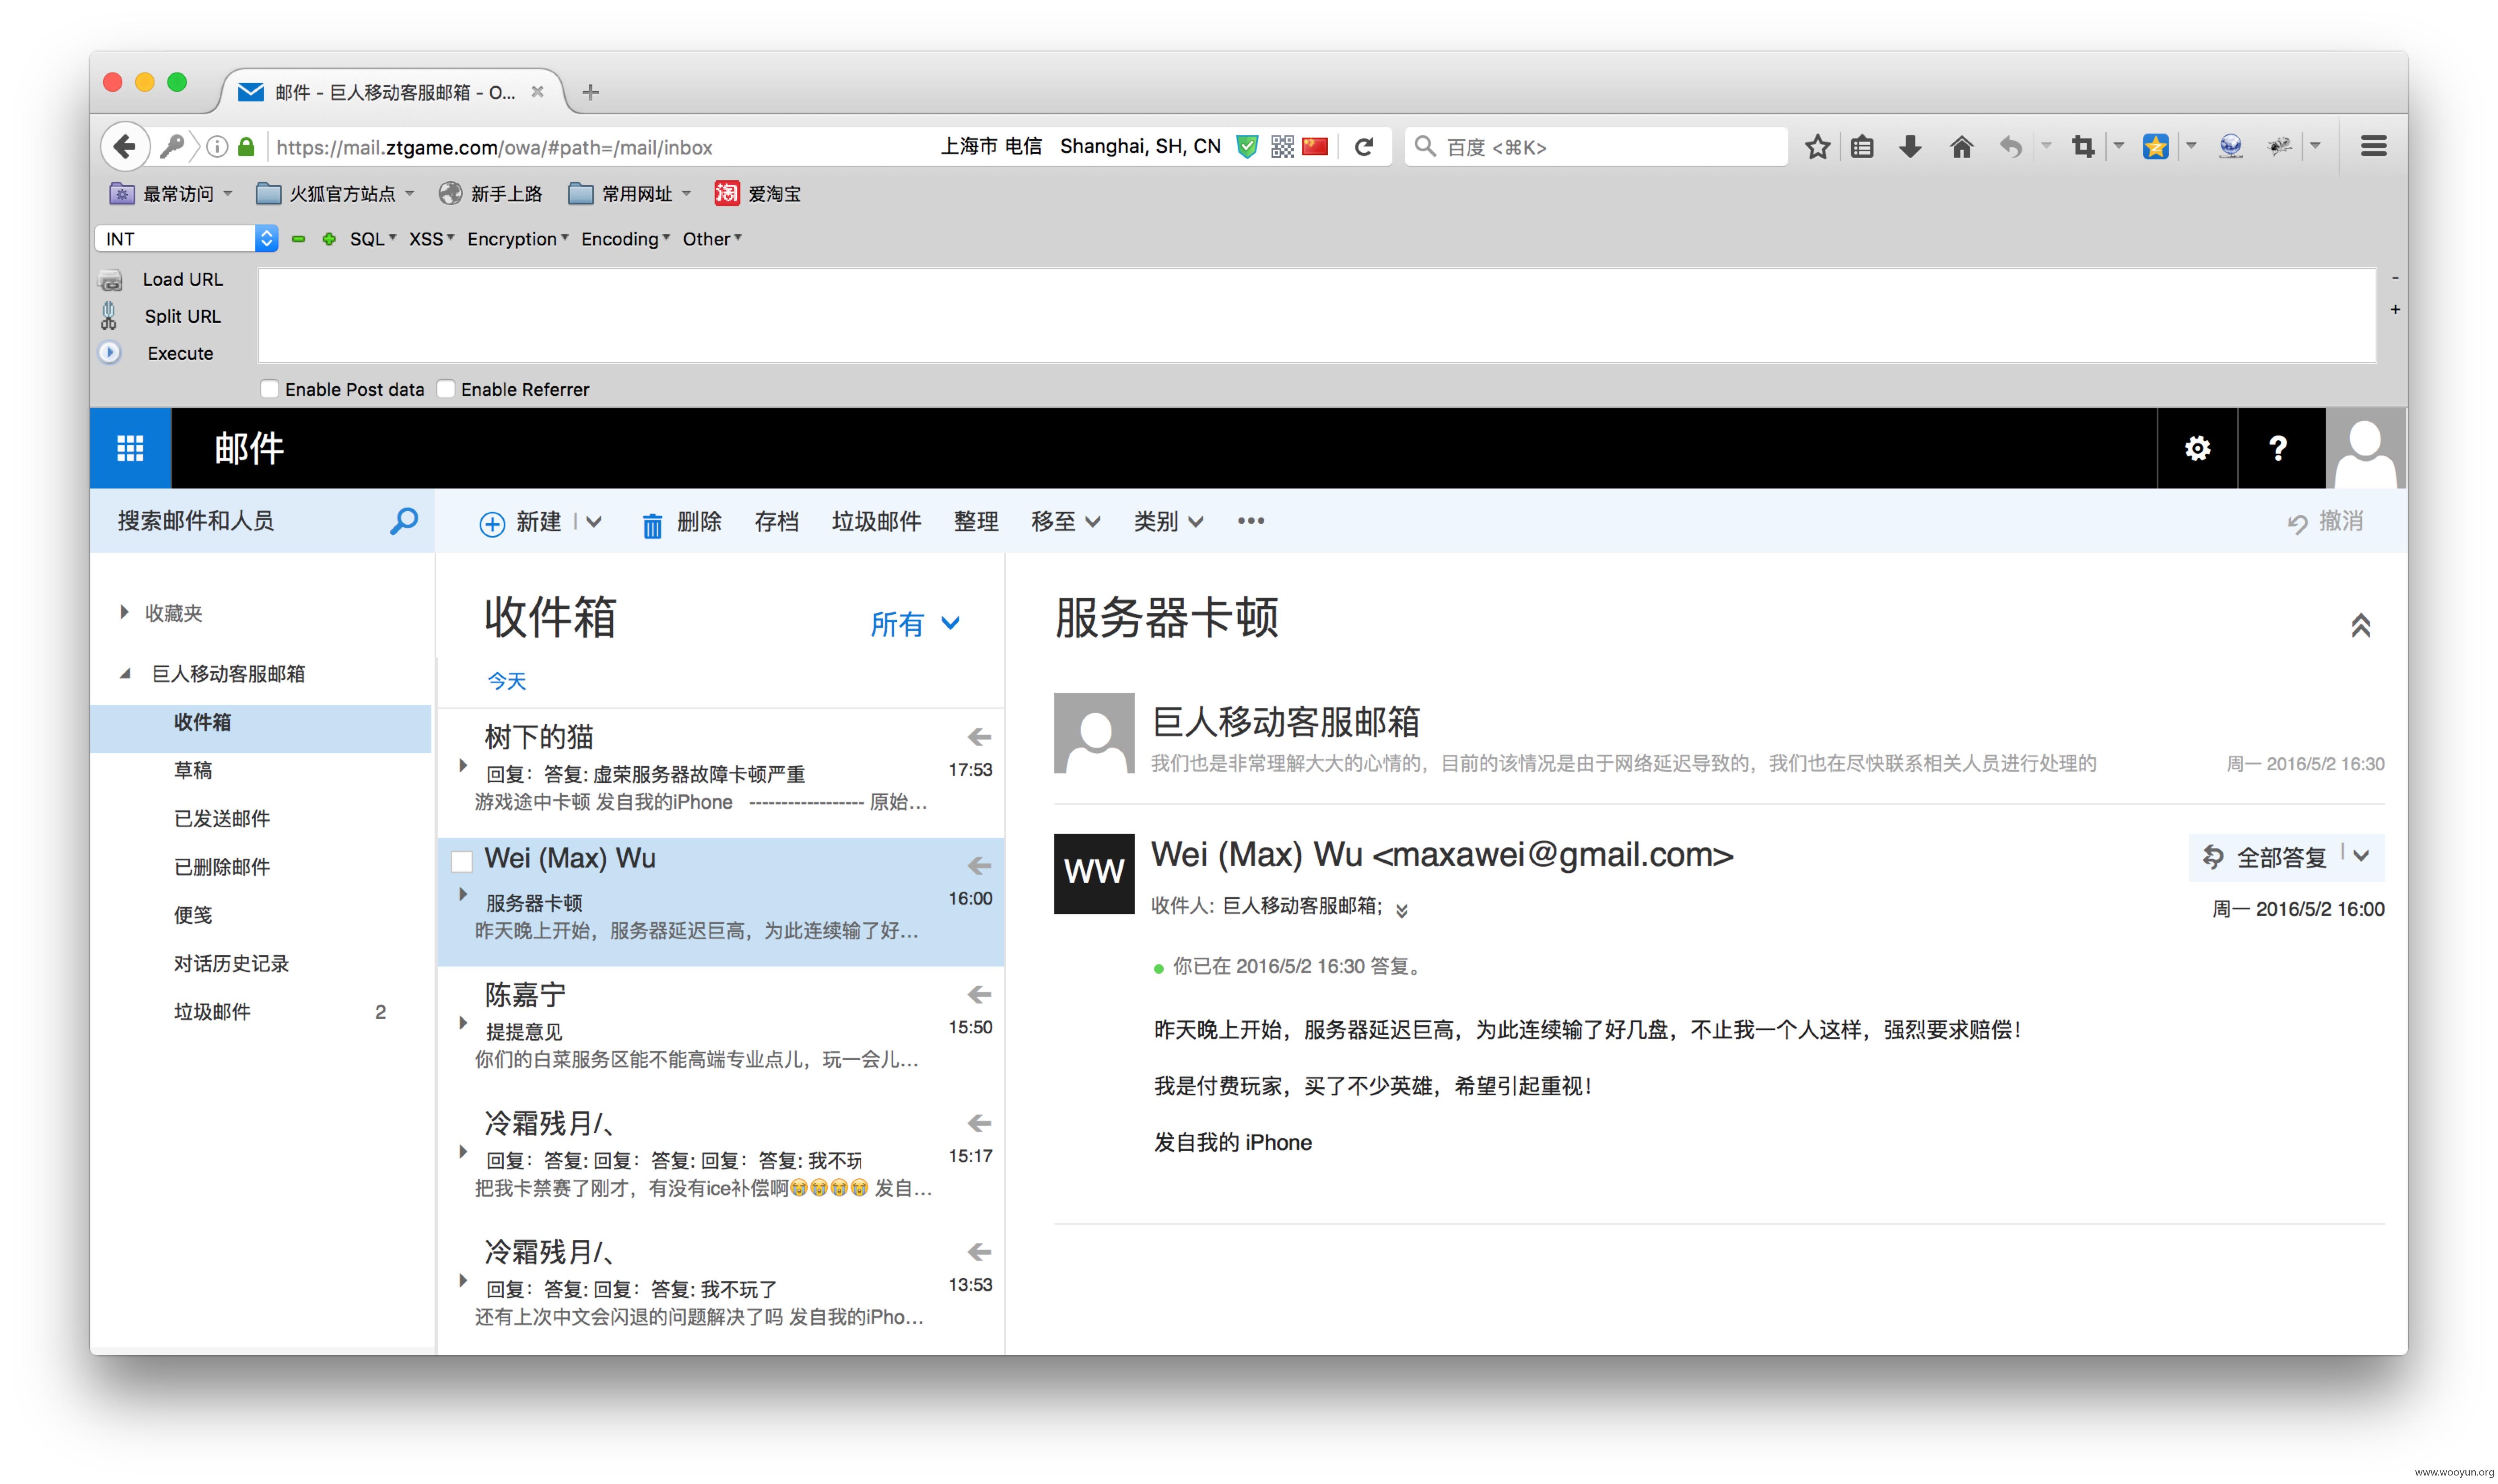 邮件 - 巨人移动客服邮箱 - O...
https://mail.ztgame.com/owa/#path=/mail/inbox
上海市 电信 Shanghai, SH, CN
百度 <⌘K>
最常访问
火狐官方站点
新手上路
常用网址
淘
爱淘宝
INT
SQL
XSS
Encryption
Encoding
Other
Load URL
Split URL
Execute
Enable Post data
Enable Referrer
邮件
?
搜索邮件和人员
新建
删除
存档
垃圾邮件
整理
移至
类别
撤消
收藏夹
巨人移动客服邮箱
收件箱
草稿
已发送邮件
已删除邮件
便笺
对话历史记录
垃圾邮件 2
收件箱
所有
今天
树下的猫
回复：答复: 虚荣服务器故障卡顿严重 17:53
游戏途中卡顿 发自我的iPhone ------------------ 原始...
Wei (Max) Wu
服务器卡顿 16:00
昨天晚上开始，服务器延迟巨高，为此连续输了好...
陈嘉宁
提提意见 15:50
你们的白菜服务区能不能高端专业点儿，玩一会儿...
冷霜残月/、
回复：答复: 回复：答复: 回复：答复: 我不玩 15:17
把我卡禁赛了刚才，有没有ice补偿啊😭😭😭😭 发自...
冷霜残月/、
回复：答复: 回复：答复: 我不玩了 13:53
还有上次中文会闪退的问题解决了吗 发自我的iPho...
服务器卡顿
巨人移动客服邮箱
我们也是非常理解大大的心情的，目前的该情况是由于网络延迟导致的，我们也在尽快联系相关人员进行处理的 周一 2016/5/2 16:30
WW
Wei (Max) Wu <maxawei@gmail.com>
全部答复
收件人: 巨人移动客服邮箱;
周一 2016/5/2 16:00
你已在 2016/5/2 16:30 答复。
昨天晚上开始，服务器延迟巨高，为此连续输了好几盘，不止我一个人这样，强烈要求赔偿！
我是付费玩家，买了不少英雄，希望引起重视！
发自我的 iPhone
www.wooyun.org